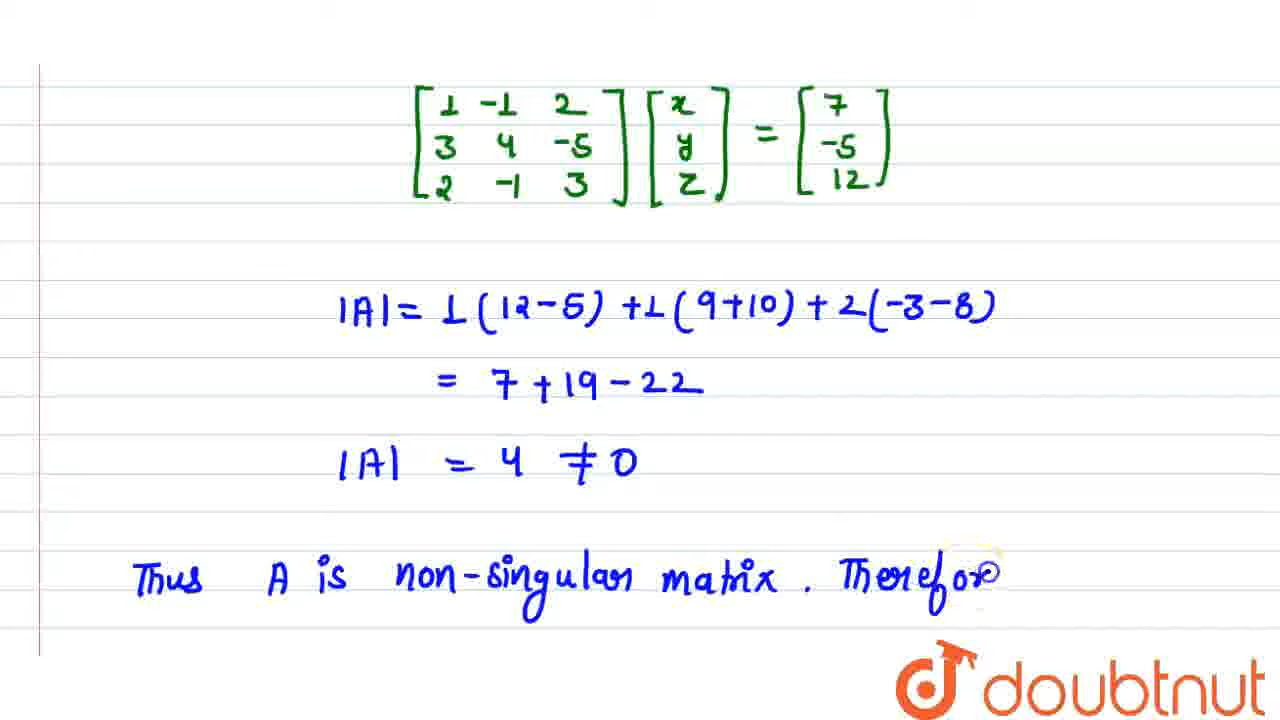 [1 -1 2] [x] = [7]
[3 4 -5] [y] [-5]
[2 -1 3] [z] [12]
|A| = 1(12-5) +1(9+10) + 2(-3-8)
= 7 + 19 - 22
|A| = 4 ≠ 0
Thus A is non-singular matrix. Therefore
doubtnut